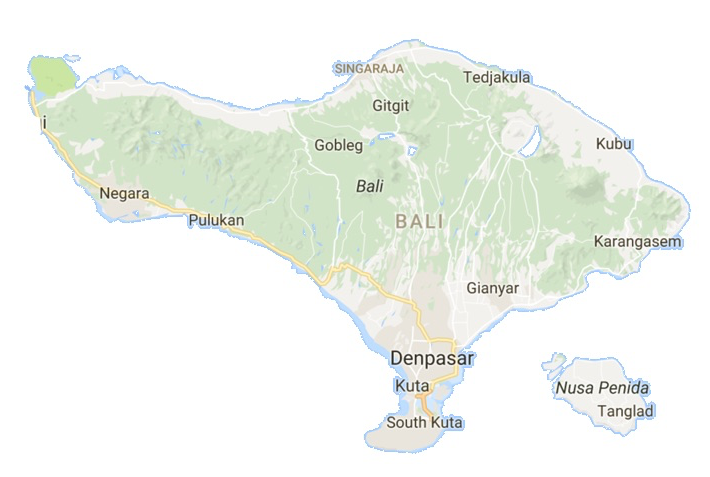 SINGARAJA
Tedjakula
Gitgit
i
Gobleg
Kubu
Bali
Negara
Pulukan
BALI
Karangasem
Gianyar
Denpasar
Kuta
Nusa Penida
Tanglad
South Kuta